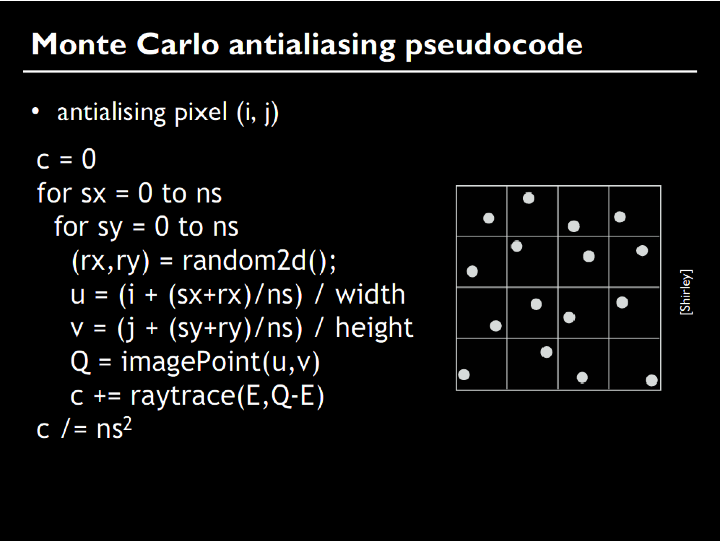 Monte Carlo antialiasing pseudocode
• antialising pixel (i, j)
c = 0
for sx = 0 to ns
for sy = 0 to ns
(rx,ry) = random2d();
u = (i + (sx+rx)/ns) / width
v = (j + (sy+ry)/ns) / height
Q = imagePoint(u,v)
c += raytrace(E,Q-E)
c /= ns²
[Shirley]